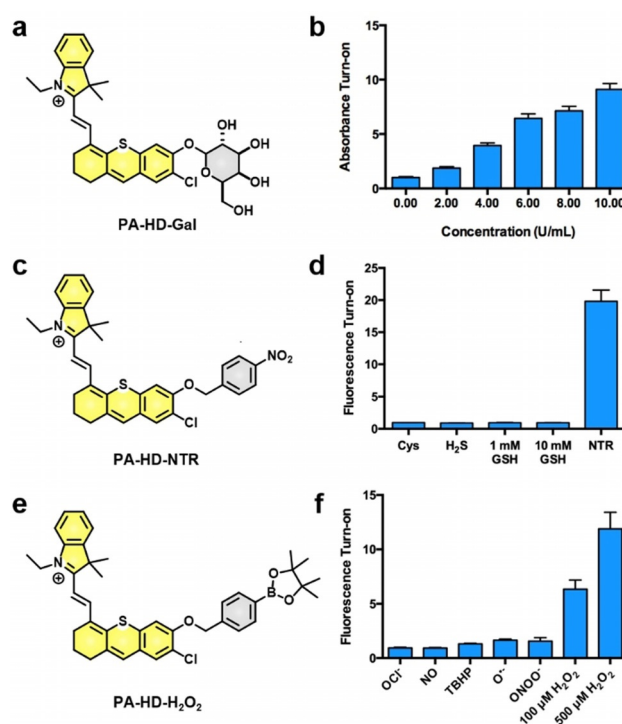 a
N
⊕
S
O
O
Cl
OH
OH
OH
OH
PA-HD-Gal
b
Absorbance Turn-on
15
10
5
0
0.00 2.00 4.00 6.00 8.00 10.00
Concentration (U/mL)
c
N
⊕
S
O
Cl
NO2
PA-HD-NTR
d
Fluorescence Turn-on
25
20
15
10
5
0
Cys H2S 1 mM 10 mM NTR
GSH GSH
e
N
⊕
S
O
Cl
B
O
O
PA-HD-H2O2
f
Fluorescence Turn-on
15
10
5
0
OCl- NO TBHP O•- ONOO- 100 μM H2O2 500 μM H2O2